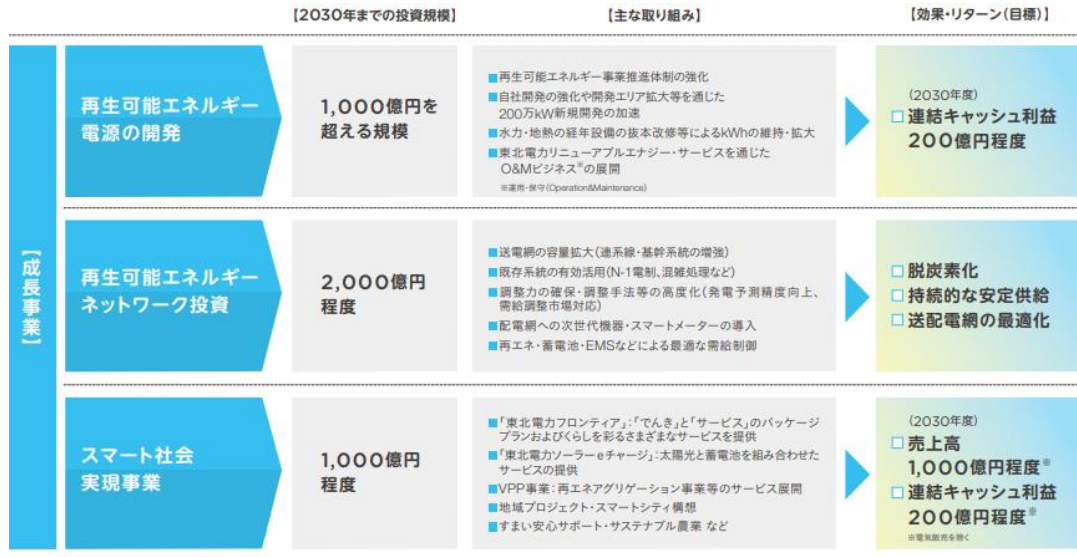 【2030年までの投資規模】
【主な取り組み】
【効果・リターン(目標)】
【成長事業】
再生可能エネルギー
電源の開発
1,000億円を
超える規模
■再生可能エネルギー事業推進体制の強化
■自社開発の強化や開発エリア拡大等を通じた
200万kW新規開発の加速
■水力・地熱の経年設備の抜本改修等によるkWhの維持・拡大
■東北電力リニューアブルエナジー・サービスを通じた
O&Mビジネス※の展開
※運用・保守(Operation&Maintenance)
(2030年度)
□連結キャッシュ利益
200億円程度
再生可能エネルギー
ネットワーク投資
2,000億円
程度
■送電網の容量拡大(連系線・基幹系統の増強)
■既存系統の有効活用(N-1電制、混雑処理など)
■調整力の確保・調整手法等の高度化(発電予測精度向上、
需給調整市場対応)
■配電網への次世代機器・スマートメーターの導入
■再エネ・蓄電池・EMSなどによる最適な需給制御
□脱炭素化
□持続的な安定供給
□送配電網の最適化
スマート社会
実現事業
1,000億円
程度
■「東北電力フロンティア」:「でんき」と「サービス」のパッケージ
プランおよびくらしを彩るさまざまなサービスを提供
■「東北電力ソーラーeチャージ」:太陽光と蓄電池を組み合わせた
サービスの提供
■VPP事業:再エネアグリゲーション事業等のサービス展開
■地域プロジェクト・スマートシティ構想
■すまい安心サポート・サステナブル農業 など
(2030年度)
□売上高
1,000億円程度※
□連結キャッシュ利益
200億円程度※
※電気販売を除く